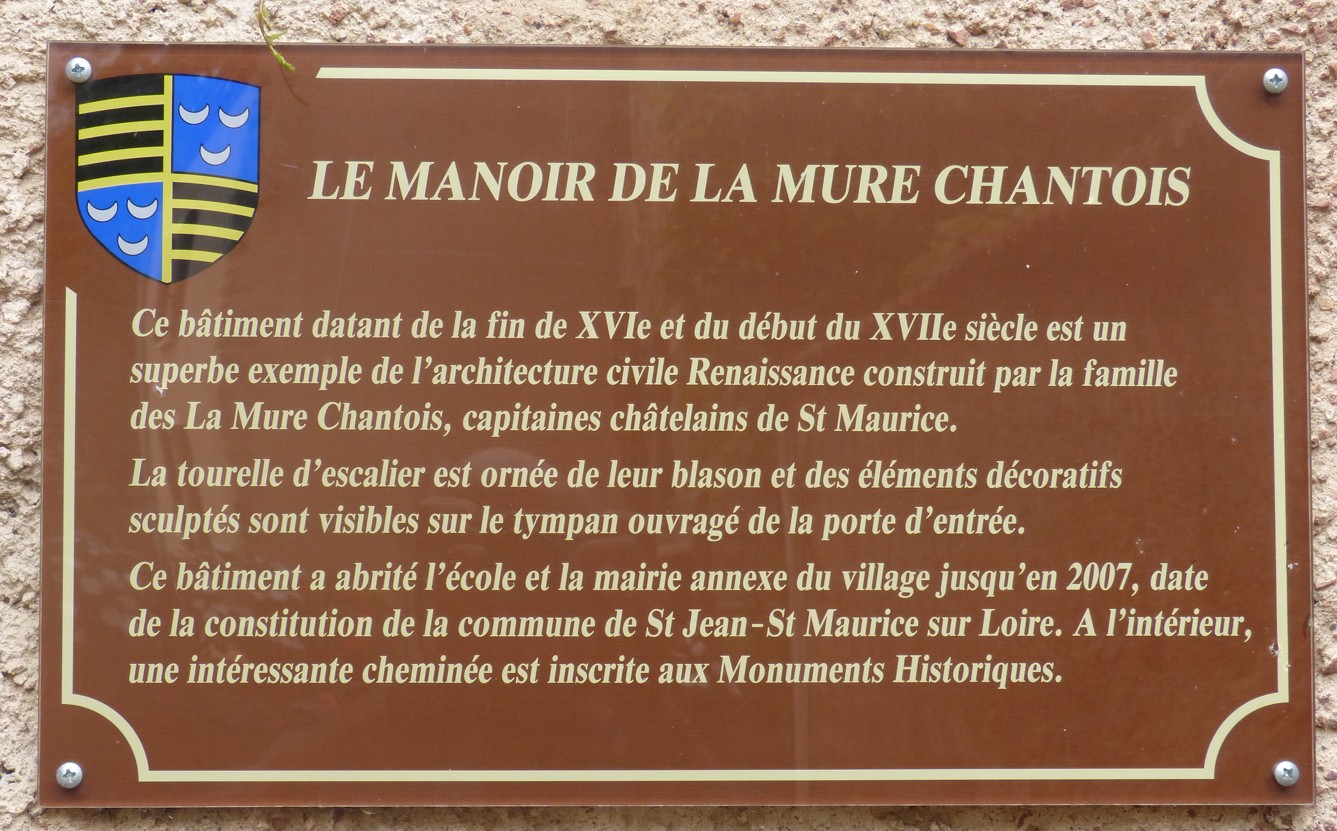 LE MANOIR DE LA MURE CHANTOIS
Ce bâtiment datant de la fin de XVIe et du début du XVIIe siècle est un
superbe exemple de l'architecture civile Renaissance construit par la famille
des La Mure Chantois, capitaines châtelains de St Maurice.
La tourelle d'escalier est ornée de leur blason et des éléments décoratifs
sculptés sont visibles sur le tympan ouvragé de la porte d'entrée.
Ce bâtiment a abrité l'école et la mairie annexe du village jusqu'en 2007, date
de la constitution de la commune de St Jean-St Maurice sur Loire. A l'intérieur,
une intéressante cheminée est inscrite aux Monuments Historiques.